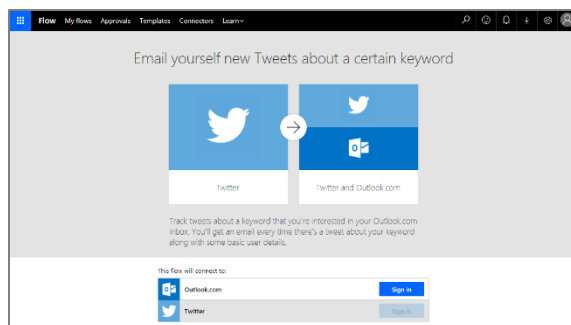 Flow My flows Approvals Templates Connectors Learn
Email yourself new Tweets about a certain keyword
Twitter
Twitter and Outlook.com
Track tweets about a keyword that you're interested in your Outlook.com
inbox. You'll get an email every time there's a tweet about your keyword
along with some basic user details.
This flow will connect to:
Outlook.com Sign in
Twitter Sign in